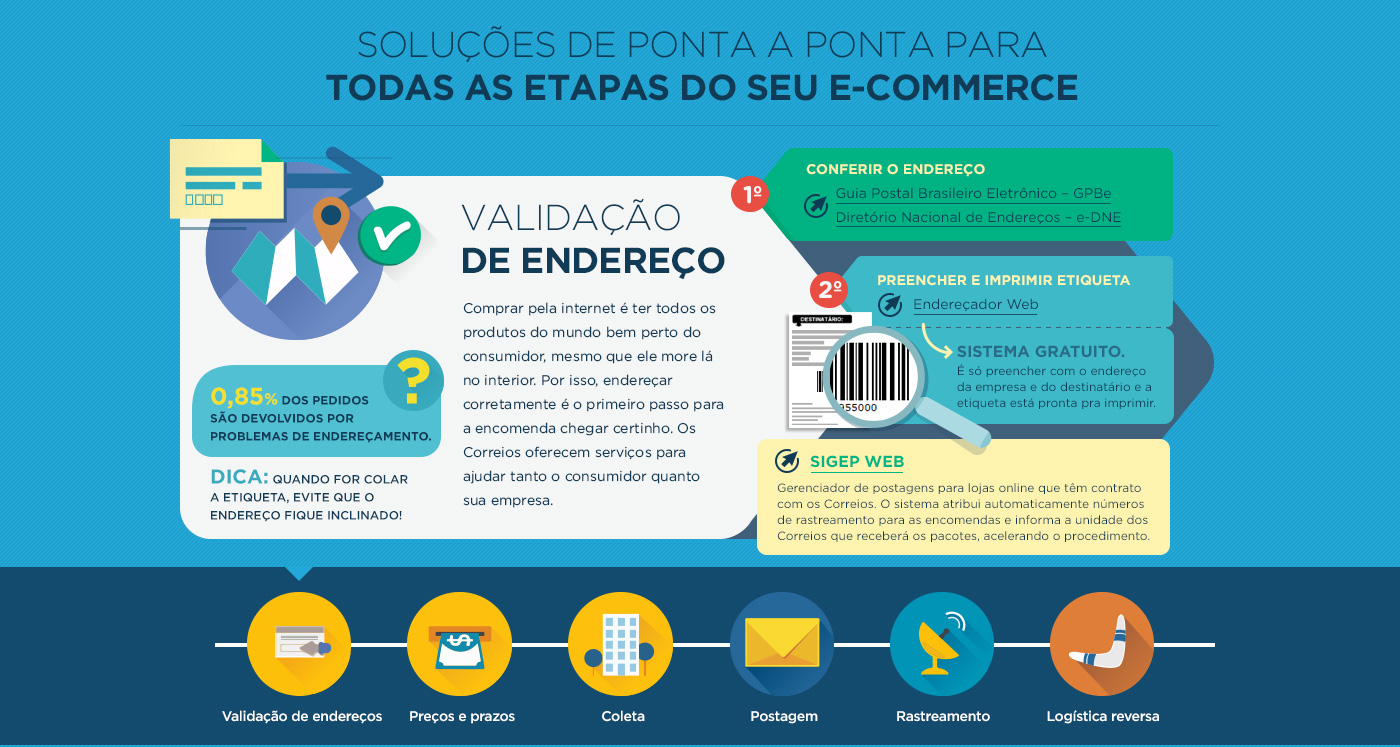 SOLUÇÕES DE PONTA A PONTA PARA
TODAS AS ETAPAS DO SEU E-COMMERCE
VALIDAÇÃO
DE ENDEREÇO
Comprar pela internet é ter todos os
produtos do mundo bem perto do
consumidor, mesmo que ele more lá
no interior. Por isso, endereçar
corretamente é o primeiro passo para
a encomenda chegar certinho. Os
Correios oferecem serviços para
ajudar tanto o consumidor quanto
sua empresa.
?
0,85% DOS PEDIDOS
SÃO DEVOLVIDOS POR
PROBLEMAS DE ENDEREÇAMENTO.
DICA: QUANDO FOR COLAR
A ETIQUETA, EVITE QUE O
ENDEREÇO FIQUE INCLINADO!
1º
CONFERIR O ENDEREÇO
Guia Postal Brasileiro Eletrônico – GPBe
Diretório Nacional de Endereços – e-DNE
2º
PREENCHER E IMPRIMIR ETIQUETA
Endereçador Web
DESTINATÁRIO:
955000
SISTEMA GRATUITO.
É só preencher com o endereço
da empresa e do destinatário e a
etiqueta está pronta pra imprimir.
SIGEP WEB
Gerenciador de postagens para lojas online que têm contrato
com os Correios. O sistema atribui automaticamente números
de rastreamento para as encomendas e informa a unidade dos
Correios que receberá os pacotes, acelerando o procedimento.
$
Validação de endereços
Preços e prazos
Coleta
Postagem
Rastreamento
Logística reversa